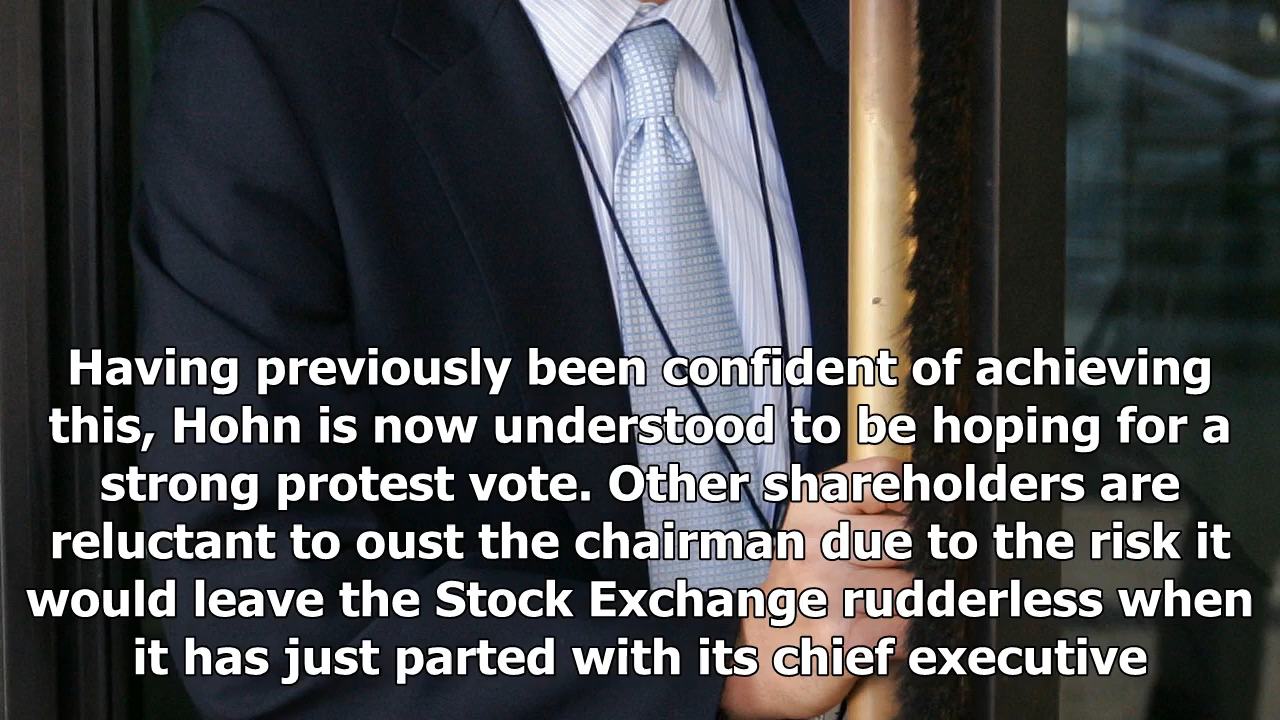 Having previously been confident of achieving
this, Hohn is now understood to be hoping for a
strong protest vote. Other shareholders are
reluctant to oust the chairman due to the risk it
would leave the Stock Exchange rudderless when
it has just parted with its chief executive